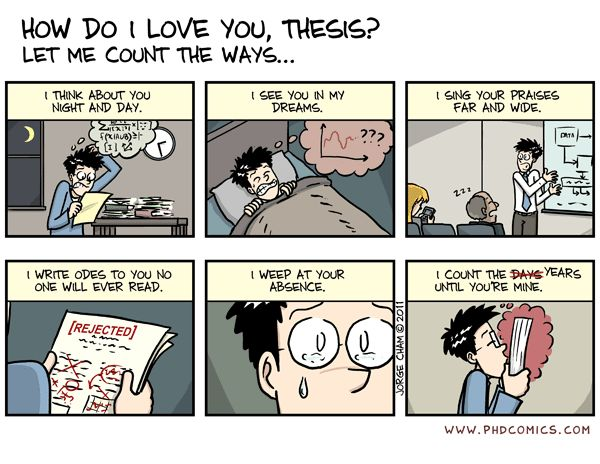 HOW DO I LOVE YOU, THESIS?
LET ME COUNT THE WAYS...
I THINK ABOUT YOU
NIGHT AND DAY.
I SEE YOU IN MY
DREAMS.
???
I SING YOUR PRAISES
FAR AND WIDE.
DATA
z z z
I WRITE ODES TO YOU NO
ONE WILL EVER READ.
[REJECTED]
I WEEP AT YOUR
ABSENCE.
JORGE CHAM © 2011
I COUNT THE DAYS YEARS
UNTIL YOU'RE MINE.
WWW.PHDCOMICS.COM